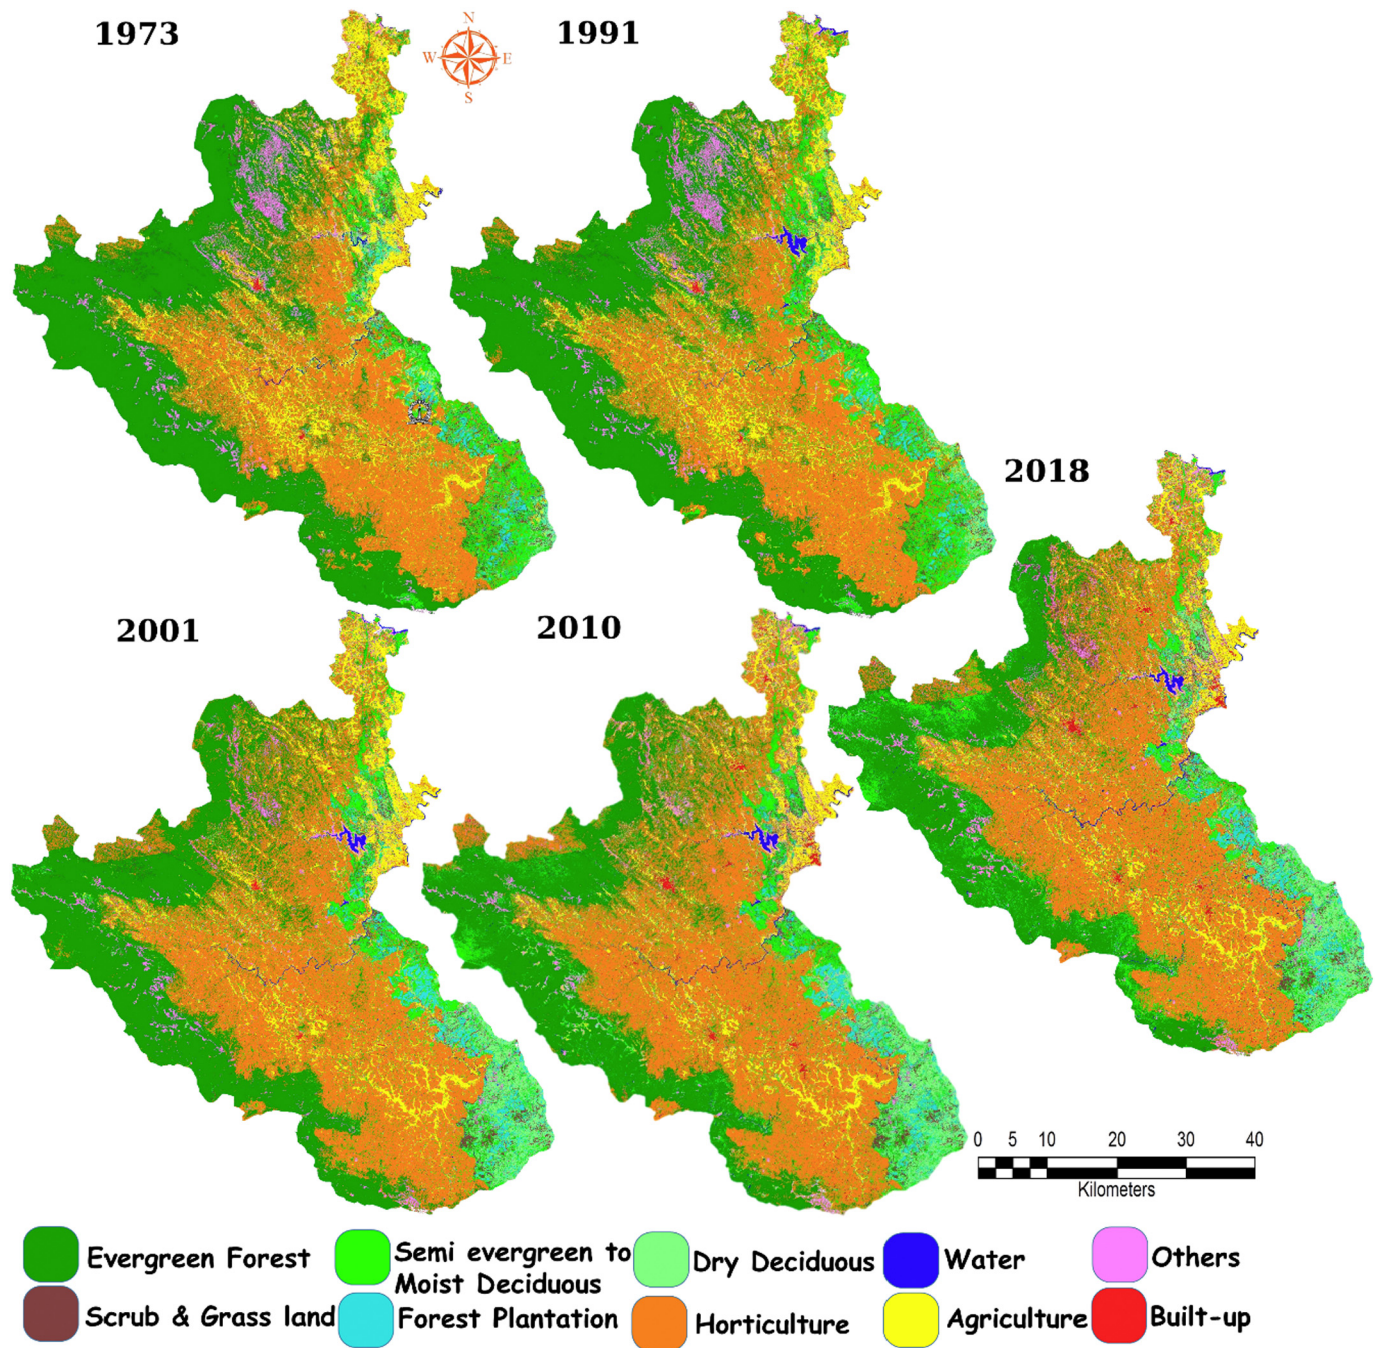 1973
1991
N
W E
S
2018
2001
2010
0 5 10 20 30 40
Kilometers
Evergreen Forest
Semi evergreen to
Moist Deciduous
Dry Deciduous
Water
Others
Scrub & Grass land
Forest Plantation
Horticulture
Agriculture
Built-up